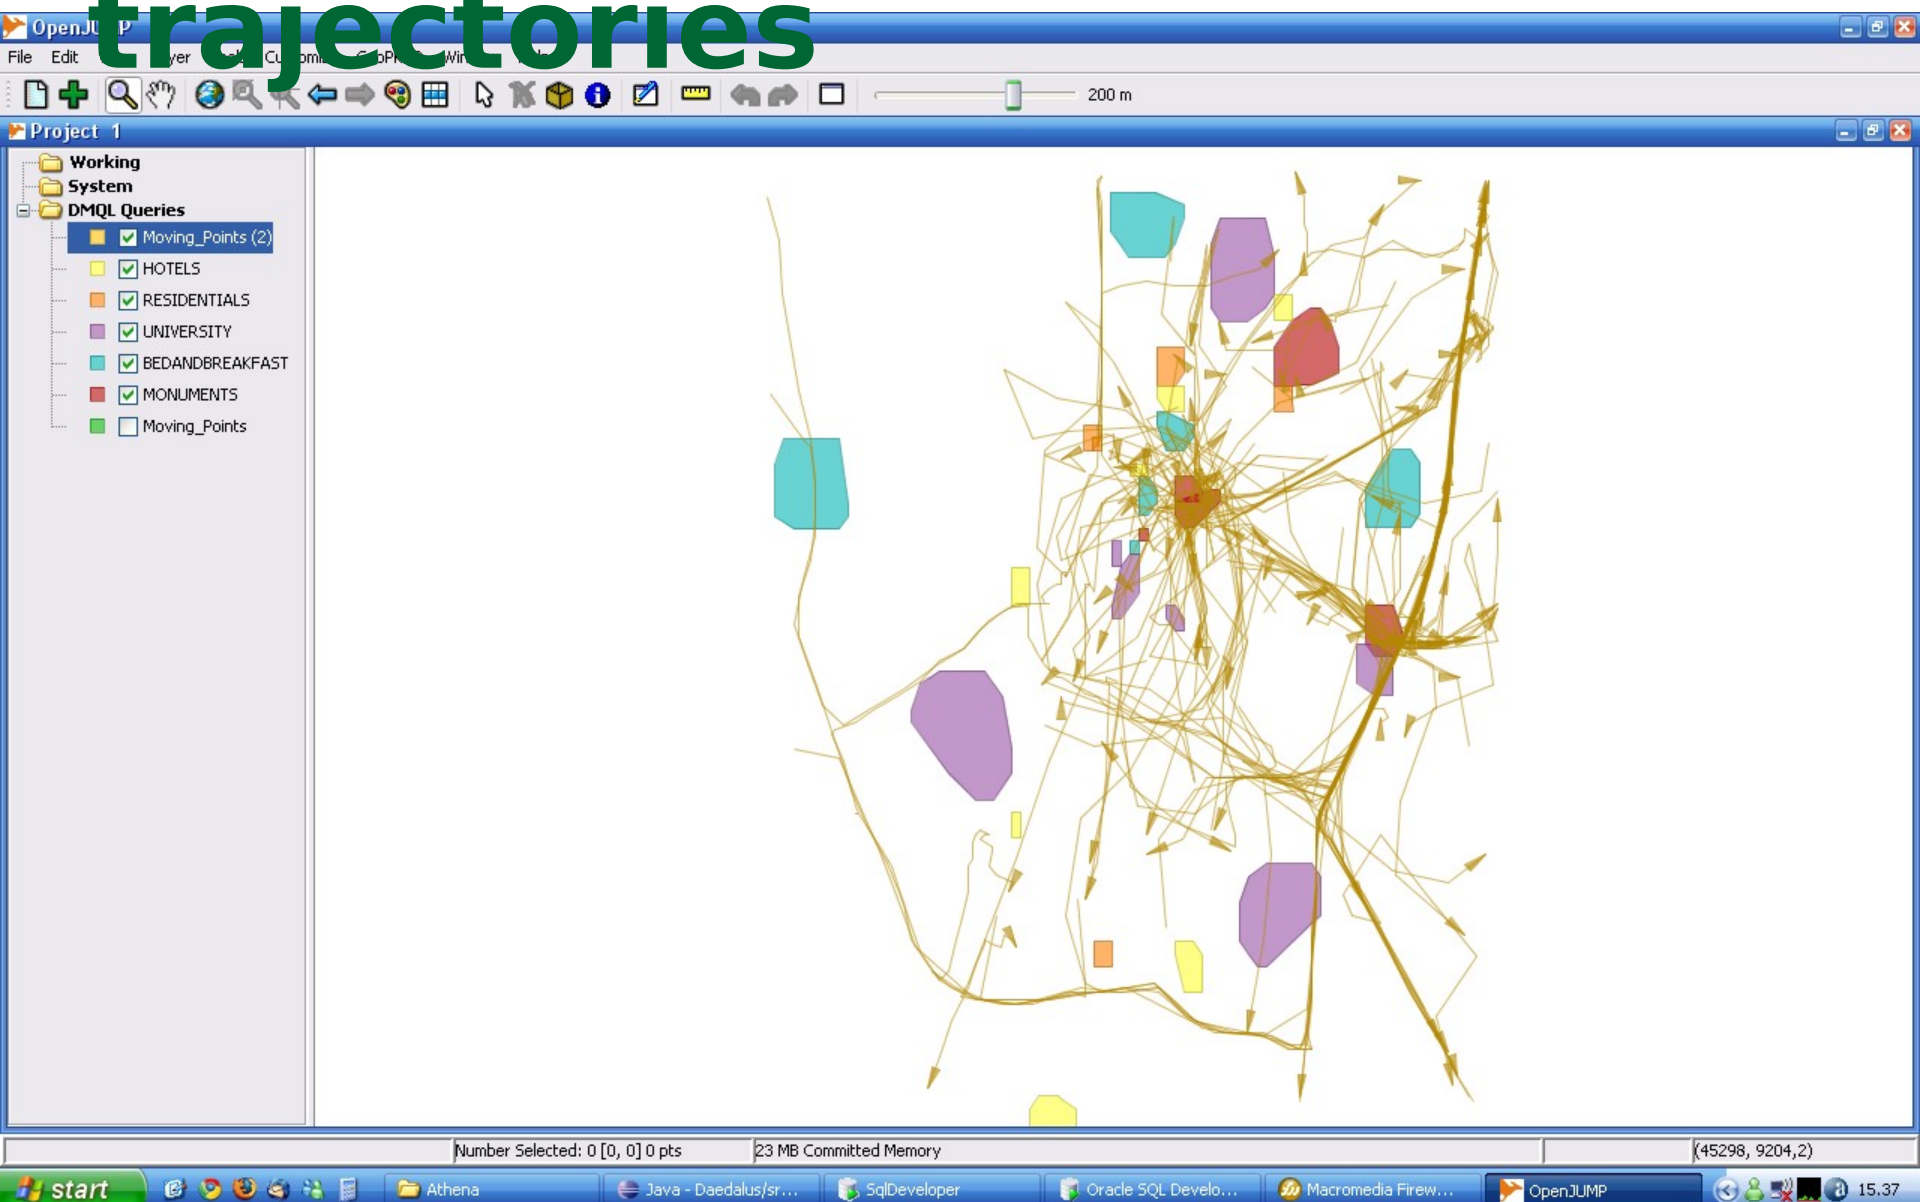 trajectories
OpenJUMP
File Edit
Project 1
200 m
Working
System
DMQL Queries
Moving_Points (2)
HOTELS
RESIDENTIALS
UNIVERSITY
BEDANDBREAKFAST
MONUMENTS
Moving_Points
Number Selected: 0 [0, 0] 0 pts
23 MB Committed Memory
(45298, 9204,2)
start
Athena
Java - Daedalus/sr...
SqlDeveloper
Oracle SQL Develo...
Macromedia Firew...
OpenJUMP
15.37